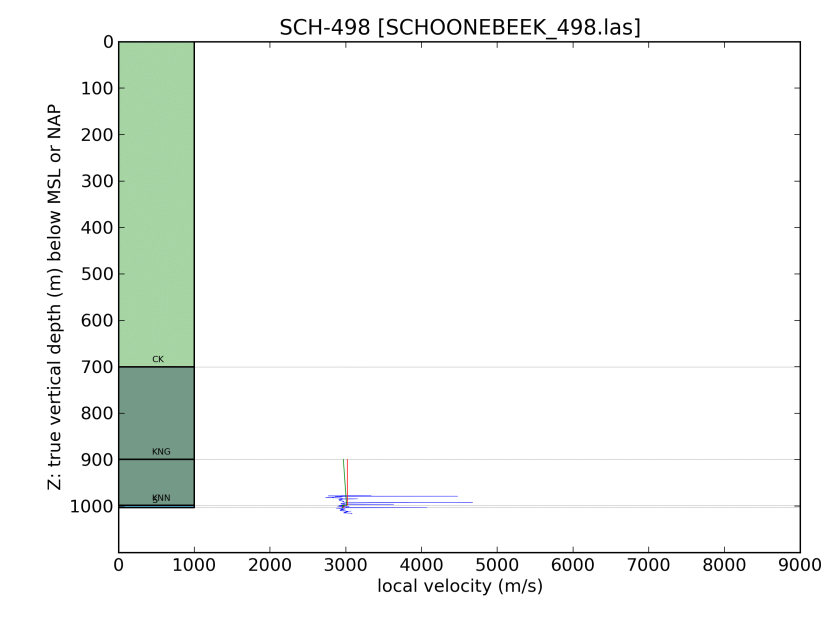 SCH-498 [SCHOONEBEEK_498.las]
Z: true vertical depth (m) below MSL or NAP
0
100
200
300
400
500
600
700
800
900
1000
CK
KNG
KNN
S
0 1000 2000 3000 4000 5000 6000 7000 8000 9000
local velocity (m/s)